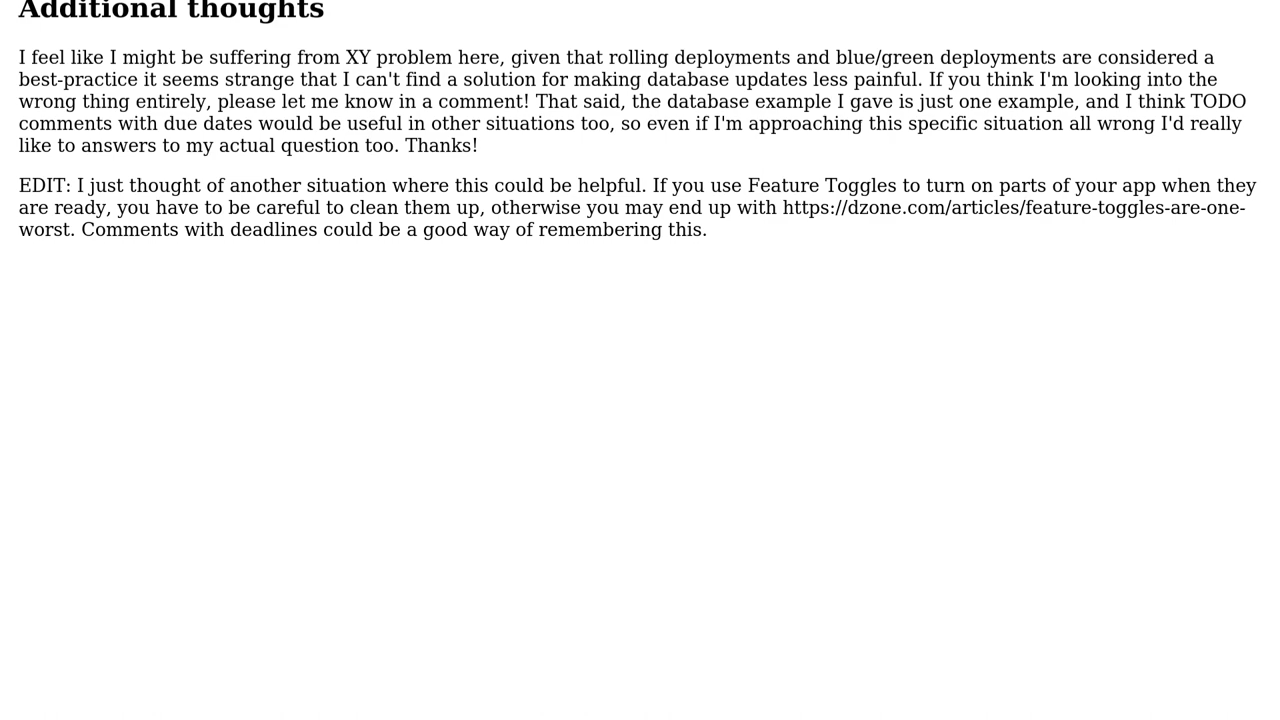 Additional thoughts
I feel like I might be suffering from XY problem here, given that rolling deployments and blue/green deployments are considered a
best-practice it seems strange that I can't find a solution for making database updates less painful. If you think I'm looking into the
wrong thing entirely, please let me know in a comment! That said, the database example I gave is just one example, and I think TODO
comments with due dates would be useful in other situations too, so even if I'm approaching this specific situation all wrong I'd really
like to answers to my actual question too. Thanks!
EDIT: I just thought of another situation where this could be helpful. If you use Feature Toggles to turn on parts of your app when they
are ready, you have to be careful to clean them up, otherwise you may end up with https://dzone.com/articles/feature-toggles-are-one-
worst. Comments with deadlines could be a good way of remembering this.